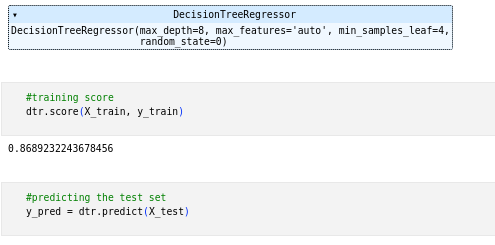 ▾ DecisionTreeRegressor
DecisionTreeRegressor(max_depth=8, max_features='auto', min_samples_leaf=4,
random_state=0)
#training score
dtr.score(X_train, y_train)
0.8689232243678456
#predicting the test set
y_pred = dtr.predict(X_test)